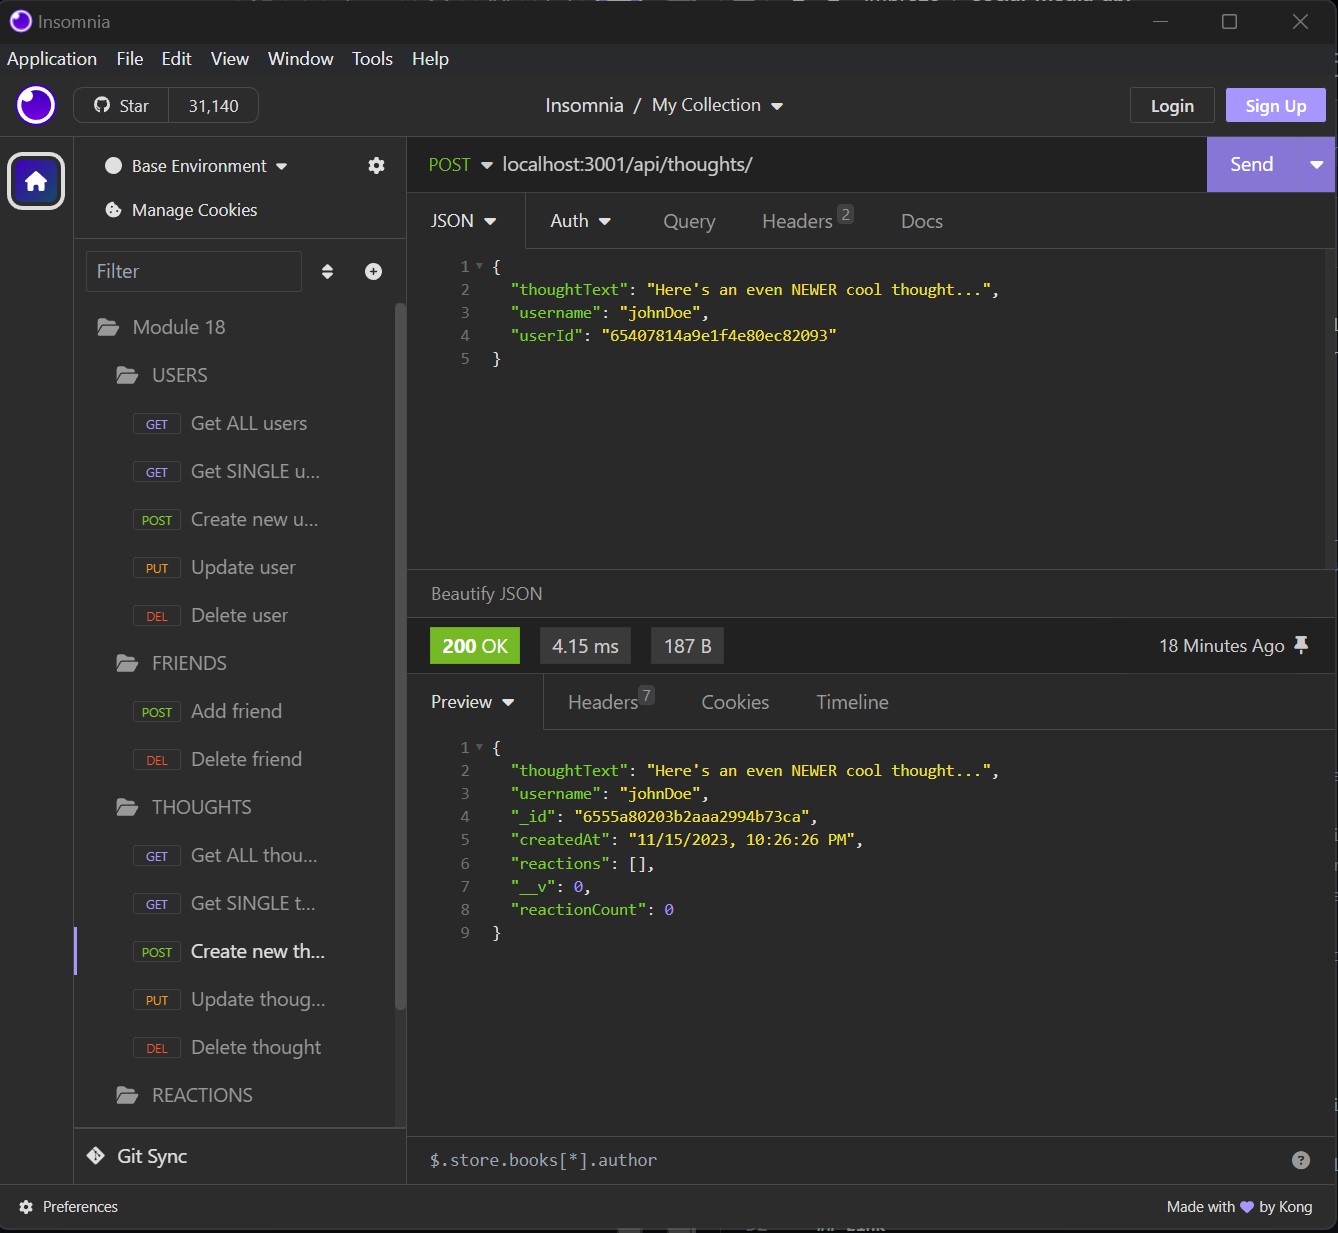 Insomnia
Application File Edit View Window Tools Help
Star 31,140
Insomnia / My Collection
Login Sign Up
Base Environment
Manage Cookies
Filter
Module 18
USERS
GET Get ALL users
GET Get SINGLE u...
POST Create new u...
PUT Update user
DEL Delete user
FRIENDS
POST Add friend
DEL Delete friend
THOUGHTS
GET Get ALL thou...
GET Get SINGLE t...
POST Create new th...
PUT Update thoug...
DEL Delete thought
REACTIONS
Git Sync
POST localhost:3001/api/thoughts/ Send
JSON Auth Query Headers 2 Docs
1 {
2 "thoughtText": "Here's an even NEWER cool thought...",
3 "username": "johnDoe",
4 "userId": "65407814a9e1f4e80ec82093"
5 }
Beautify JSON
200 OK 4.15 ms 187 B 18 Minutes Ago
Preview Headers 7 Cookies Timeline
1 {
2 "thoughtText": "Here's an even NEWER cool thought...",
3 "username": "johnDoe",
4 "_id": "6555a80203b2aaa2994b73ca",
5 "createdAt": "11/15/2023, 10:26:26 PM",
6 "reactions": [],
7 "__v": 0,
8 "reactionCount": 0
9 }
$.store.books[*].author ?
Preferences
Made with 💜 by Kong